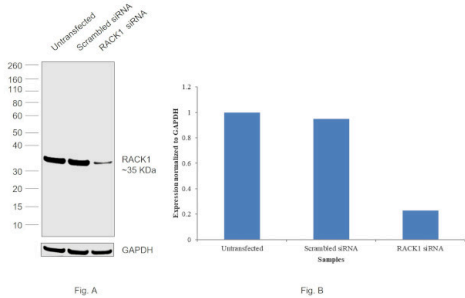 Untransfected
Scrambled siRNA
RACK1 siRNA
260
160
110
80
60
50
40
30
20
15
10
RACK1
~35 KDa
GAPDH
Fig. A
Expression normalized to GAPDH
1.2
1
0.8
0.6
0.4
0.2
0
Untransfected
Scrambled siRNA
RACK1 siRNA
Samples
Fig. B